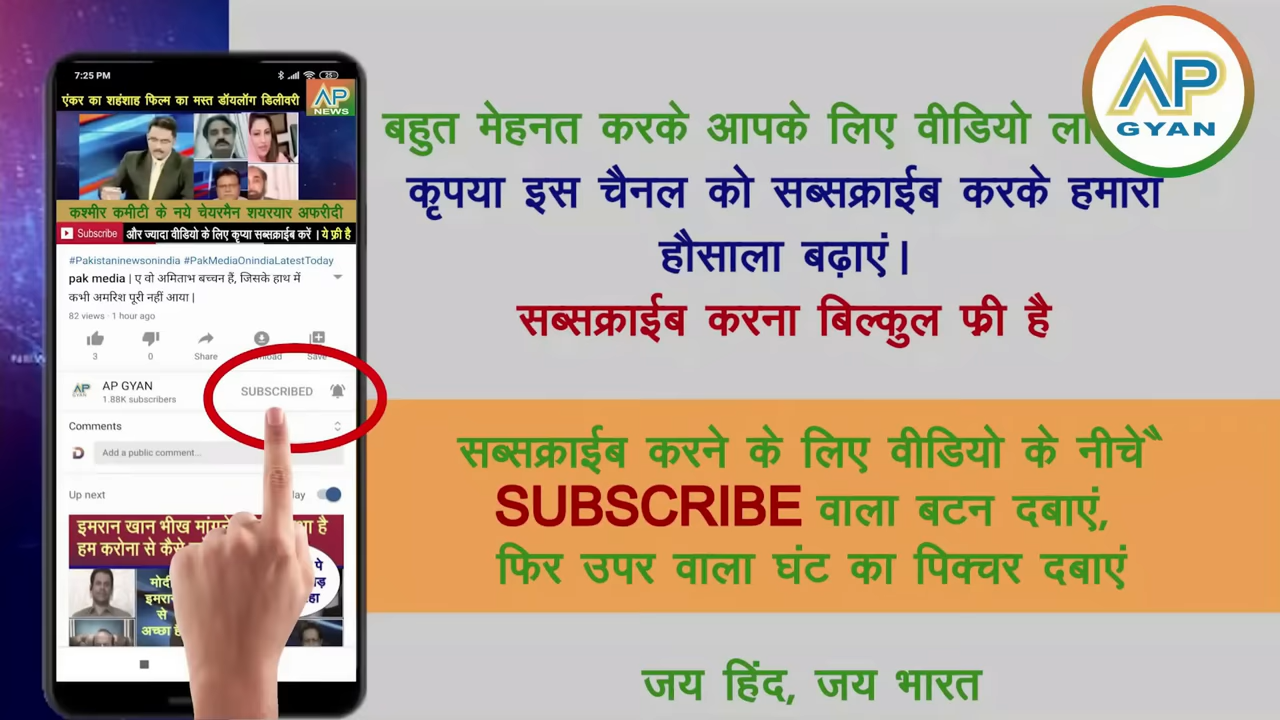 7:25 PM
25
एंकर का शहंशाह फिल्म का मस्त डॉयलॉग डिलीवरी
AP
NEWS
कश्मीर कमीटी के नये चेयरमैन शयरयार अफरीदी
Subscribe और ज्यादा वीडियो के लिए कृप्या सब्सक्राईब करें । ये फ्री है
#Pakistaninewsonindia #PakMediaOnindiaLatestToday
pak media | ए वो अमिताभ बच्चन हैं, जिसके हाथ में
कभी अमरिश पूरी नहीं आया |
82 views · 1 hour ago
3
0
Share
Save
AP GYAN
1.88K subscribers
SUBSCRIBED
Comments
D
Add a public comment...
Up next
इमरान खान भीख मांगने
हम करोना से कैसे
है
मोदी
से
अच्छा
AP
GYAN
बहुत मेहनत करके आपके लिए वीडियो
कृपया इस चैनल को सब्सक्राईब करके हमारा
हौसाला बढ़ाएं।
सब्सक्राईब करना बिल्कुल फ्री है
सब्सक्राईब करने के लिए वीडियो के नीचे"
SUBSCRIBE वाला बटन दबाएं,
फिर उपर वाला घंट का पिक्चर दबाएं
जय हिंद, जय भारत